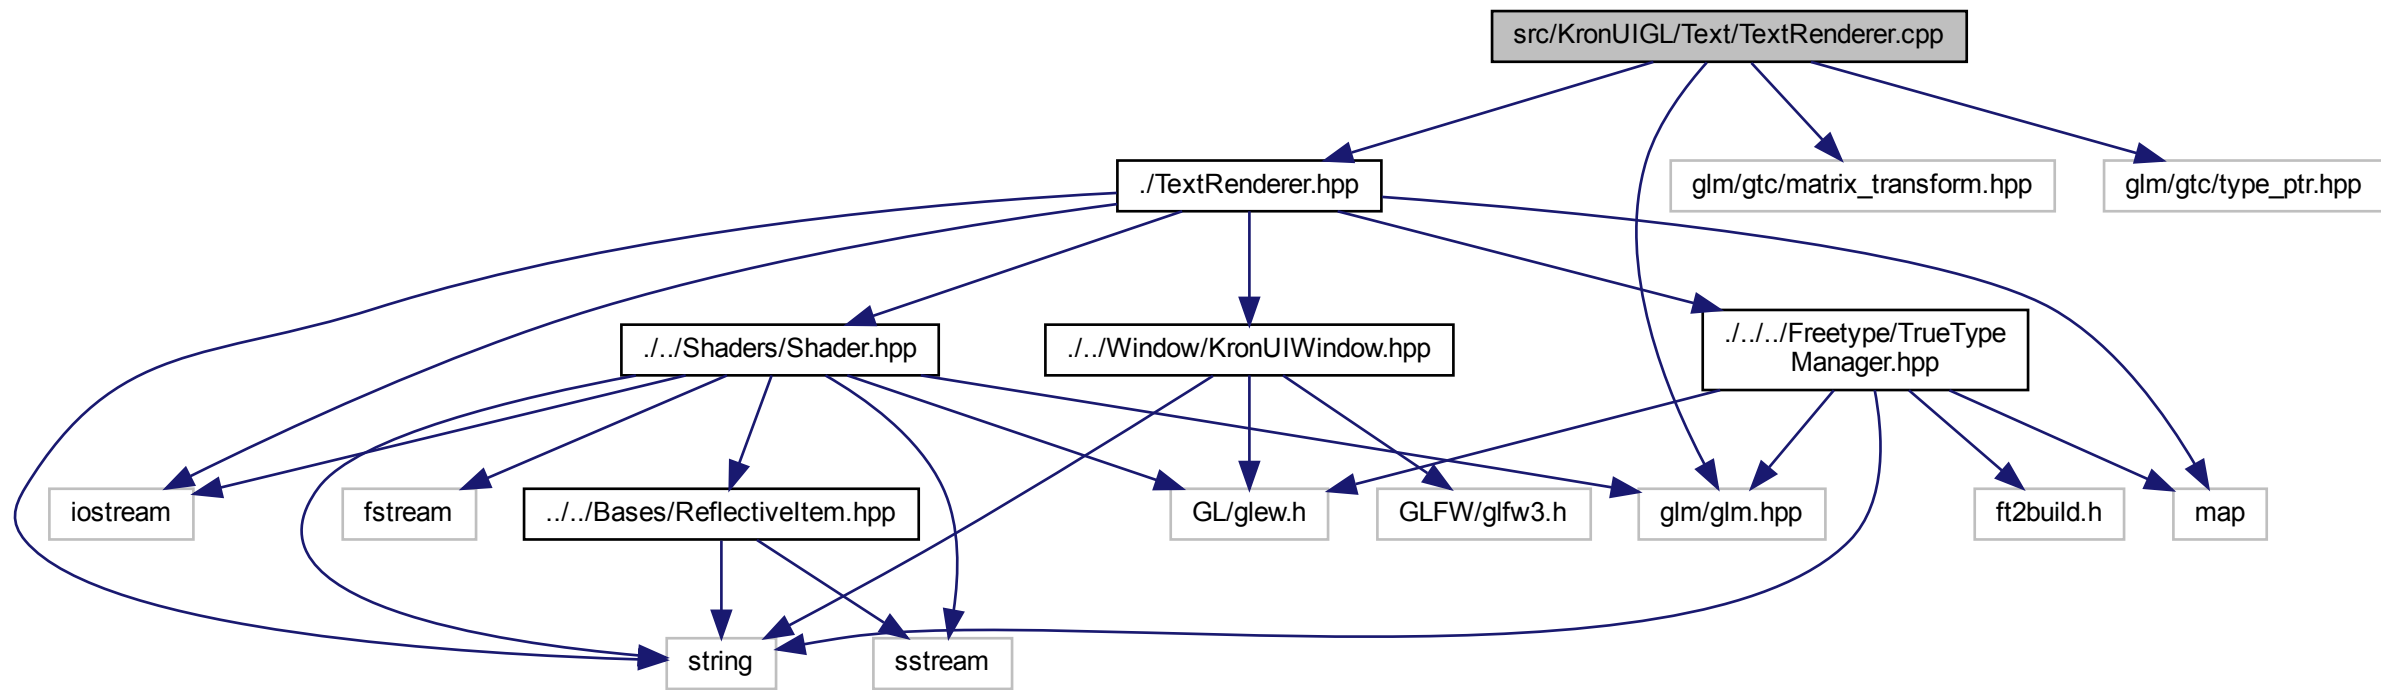 src/KronUIGL/Text/TextRenderer.cpp
./TextRenderer.hpp
glm/gtc/matrix_transform.hpp
glm/gtc/type_ptr.hpp
./../Shaders/Shader.hpp
./../Window/KronUIWindow.hpp
./../../Freetype/TrueType
Manager.hpp
iostream
fstream
../../Bases/ReflectiveItem.hpp
GL/glew.h
GLFW/glfw3.h
glm/glm.hpp
ft2build.h
map
string
sstream